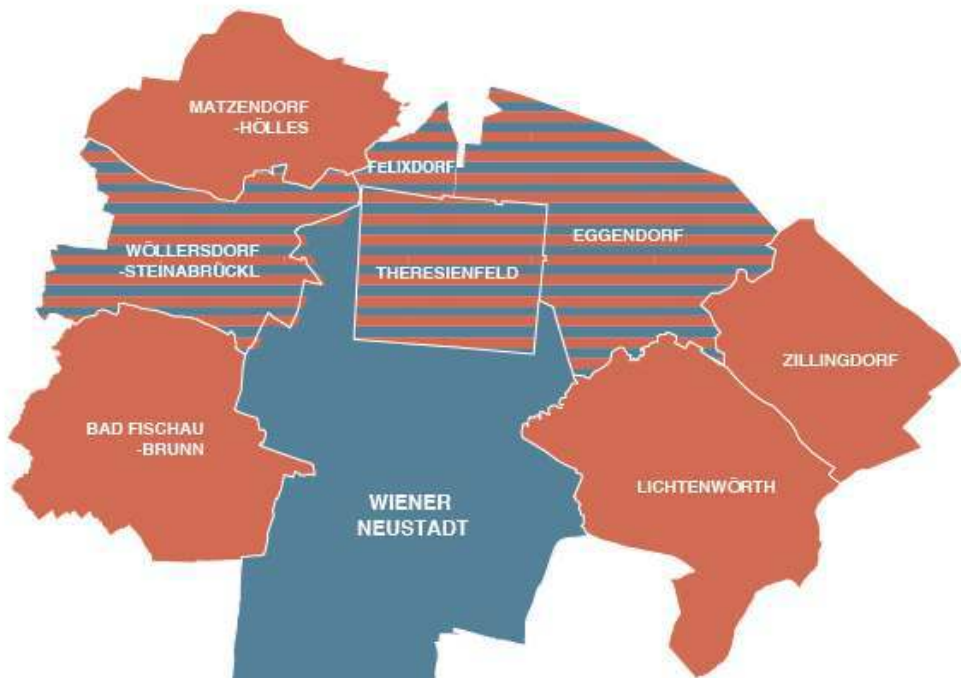 MATZENDORF
-HÖLLES
FELIXDORF
WÖLLERSDORF
-STEINABRÜCKL
THERESIENFELD
EGGENDORF
ZILLINGDORF
BAD FISCHAU
-BRUNN
WIENER
NEUSTADT
LICHTENWÖRTH